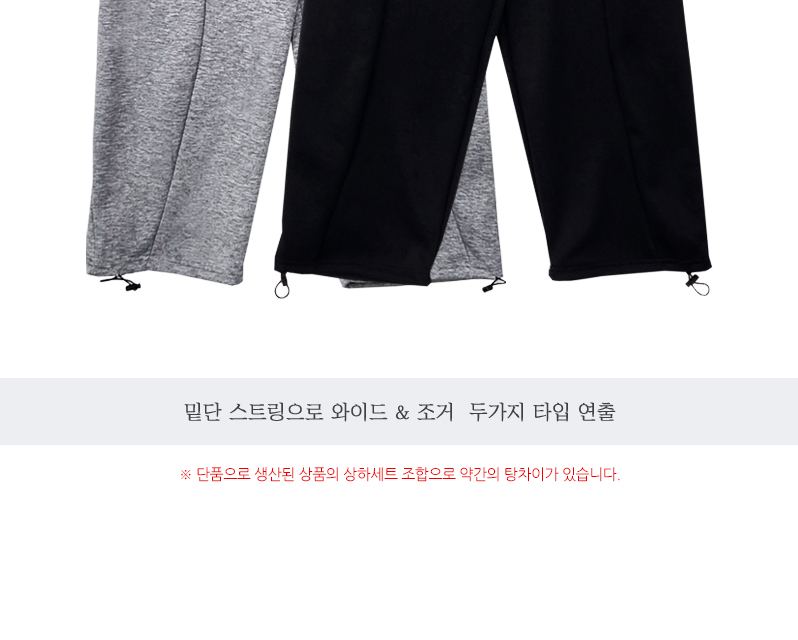 밑단 스트링으로 와이드 & 조거 두가지 타입 연출
※ 단품으로 생산된 상품의 상하세트 조합으로 약간의 탕차이가 있습니다.